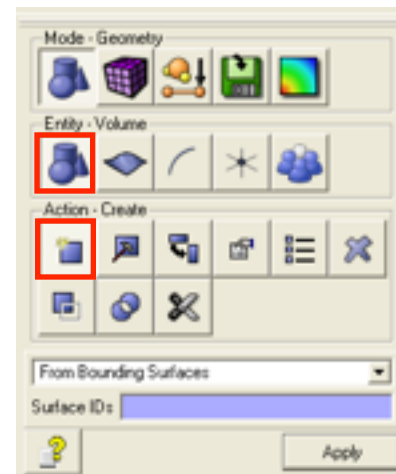 Mode - Geometry
Entity - Volume
Action - Create
From Bounding Surfaces
Surface IDs
Apply